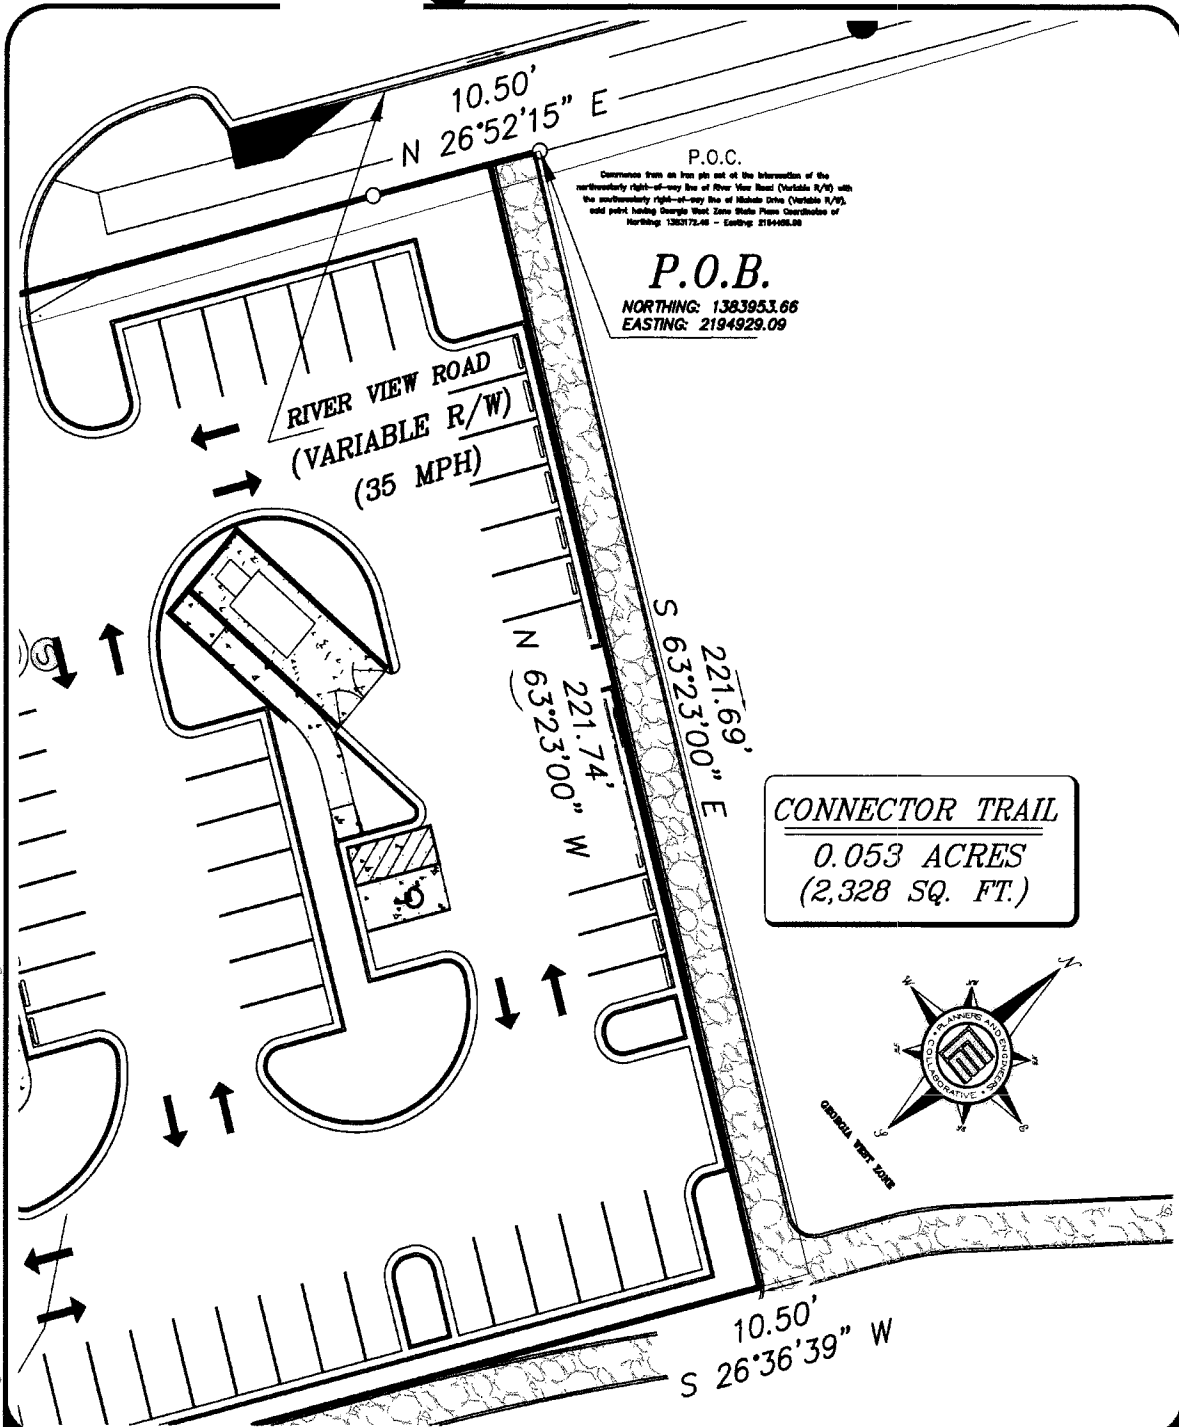 10.50'
N 26°52'15" E
P.O.C.
Commence from an iron pin set at the intersection of the
northwesterly right-of-way line of River View Road (Variable R/W) with
the southwesterly right-of-way line of Nichols Drive (Variable R/W),
said point having Georgia West Zone State Plane Coordinates of
Northing: 1383172.46 - Easting:
P.O.B.
NORTHING: 1383953.66
EASTING: 2194929.09
RIVER VIEW ROAD
(VARIABLE R/W)
(35 MPH)
S
221.69'
S 63°23'00" E
221.74'
N 63°23'00" W
CONNECTOR TRAIL
0.053 ACRES
(2,328 SQ. FT.)
N
W
S
E
PLANNERS AND ENGINEERS
COLLABORATIVE
GEORGIA WEST ZONE
10.50'
S 26°36'39" W